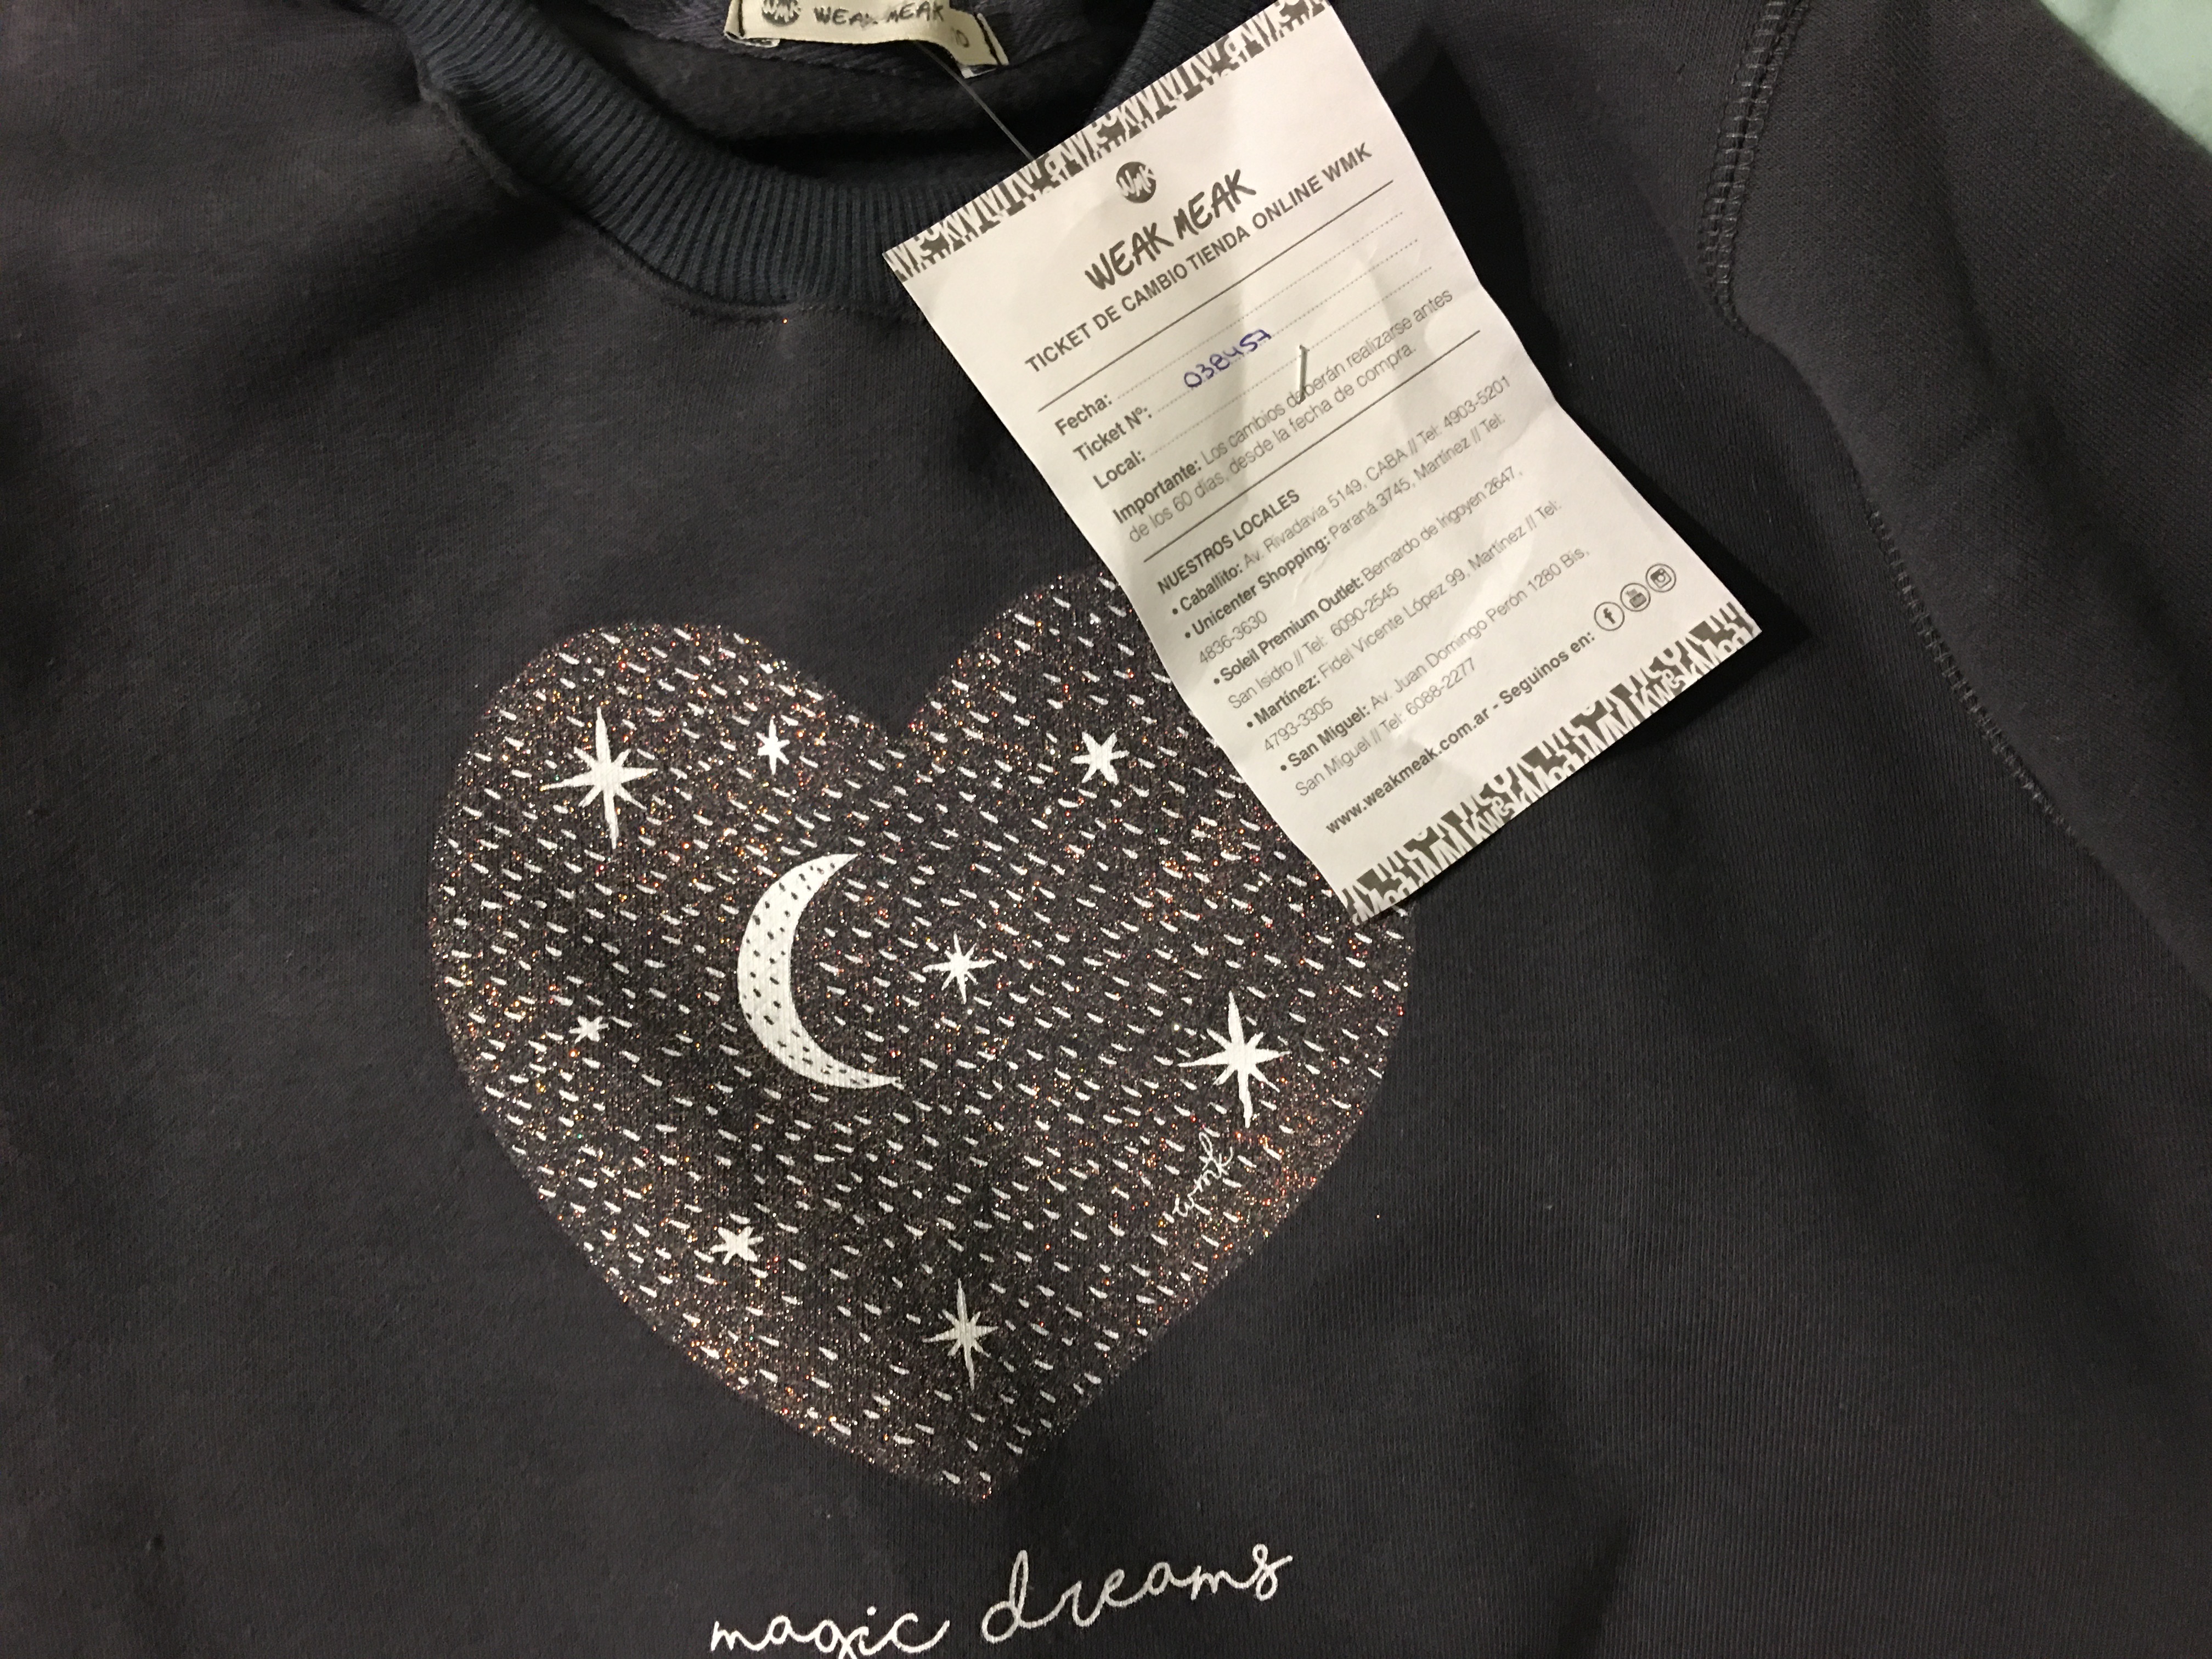 WMK WEAK MEAK
10
WMK
WEAK MEAK
TICKET DE CAMBIO TIENDA ONLINE WMK
Fecha:
Ticket Nº: 038457
Local:
Importante: Los cambios deberán realizarse antes
de los 60 días, desde la fecha de compra.
NUESTROS LOCALES
• Caballito: Av. Rivadavia 5149, CABA // Tel: 4903-5201
• Unicenter Shopping: Paraná 3745, Martínez // Tel:
4836-3630
• Soleil Premium Outlet: Bernardo de Irigoyen 2647,
San Isidro // Tel: 6090-2545
• Martínez: Fidel Vicente López 99, Martínez // Tel:
4793-3305
• San Miguel: Av. Juan Domingo Perón 1280 Bis,
San Miguel // Tel: 6088-2277
www.weakmeak.com.ar - Seguinos en:
wmk
magic dreams